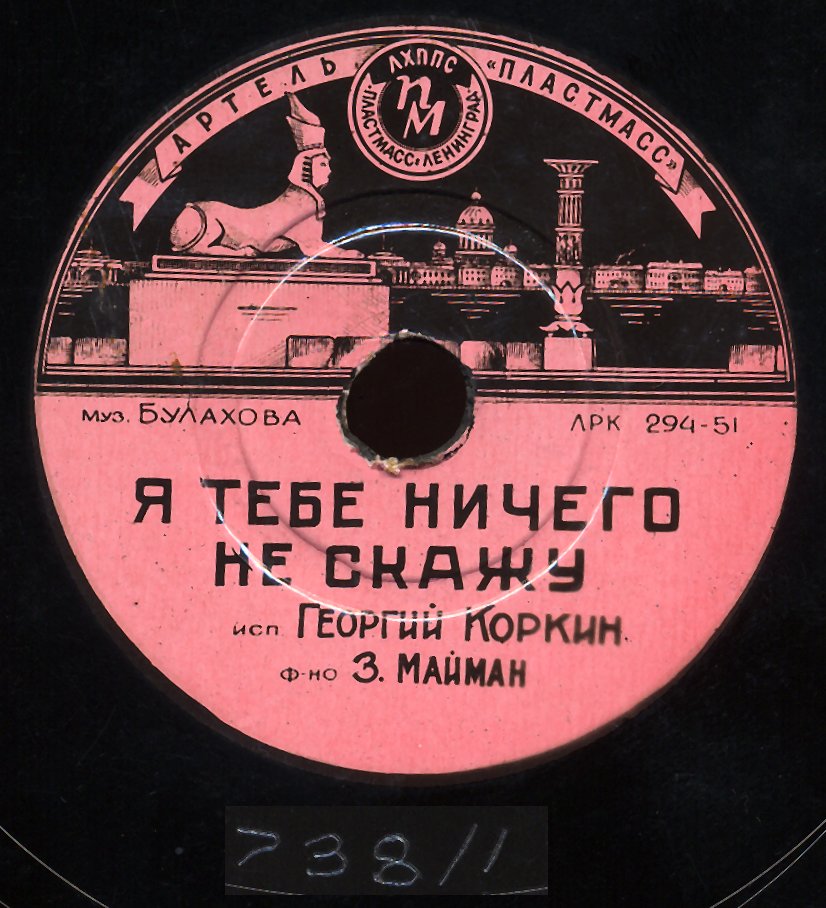 АРТЕЛЬ «ПЛАСТМАСС»
ЛХППС
ПМ
"ПЛАСТМАСС" ЛЕНИНГРАД
муз. БУЛАХОВА
ЛРК 294-51
Я ТЕБЕ НИЧЕГО
НЕ СКАЖУ
исп. ГЕОРГИЙ КОРКИН
Ф-НО З. МАЙМАН
738/1